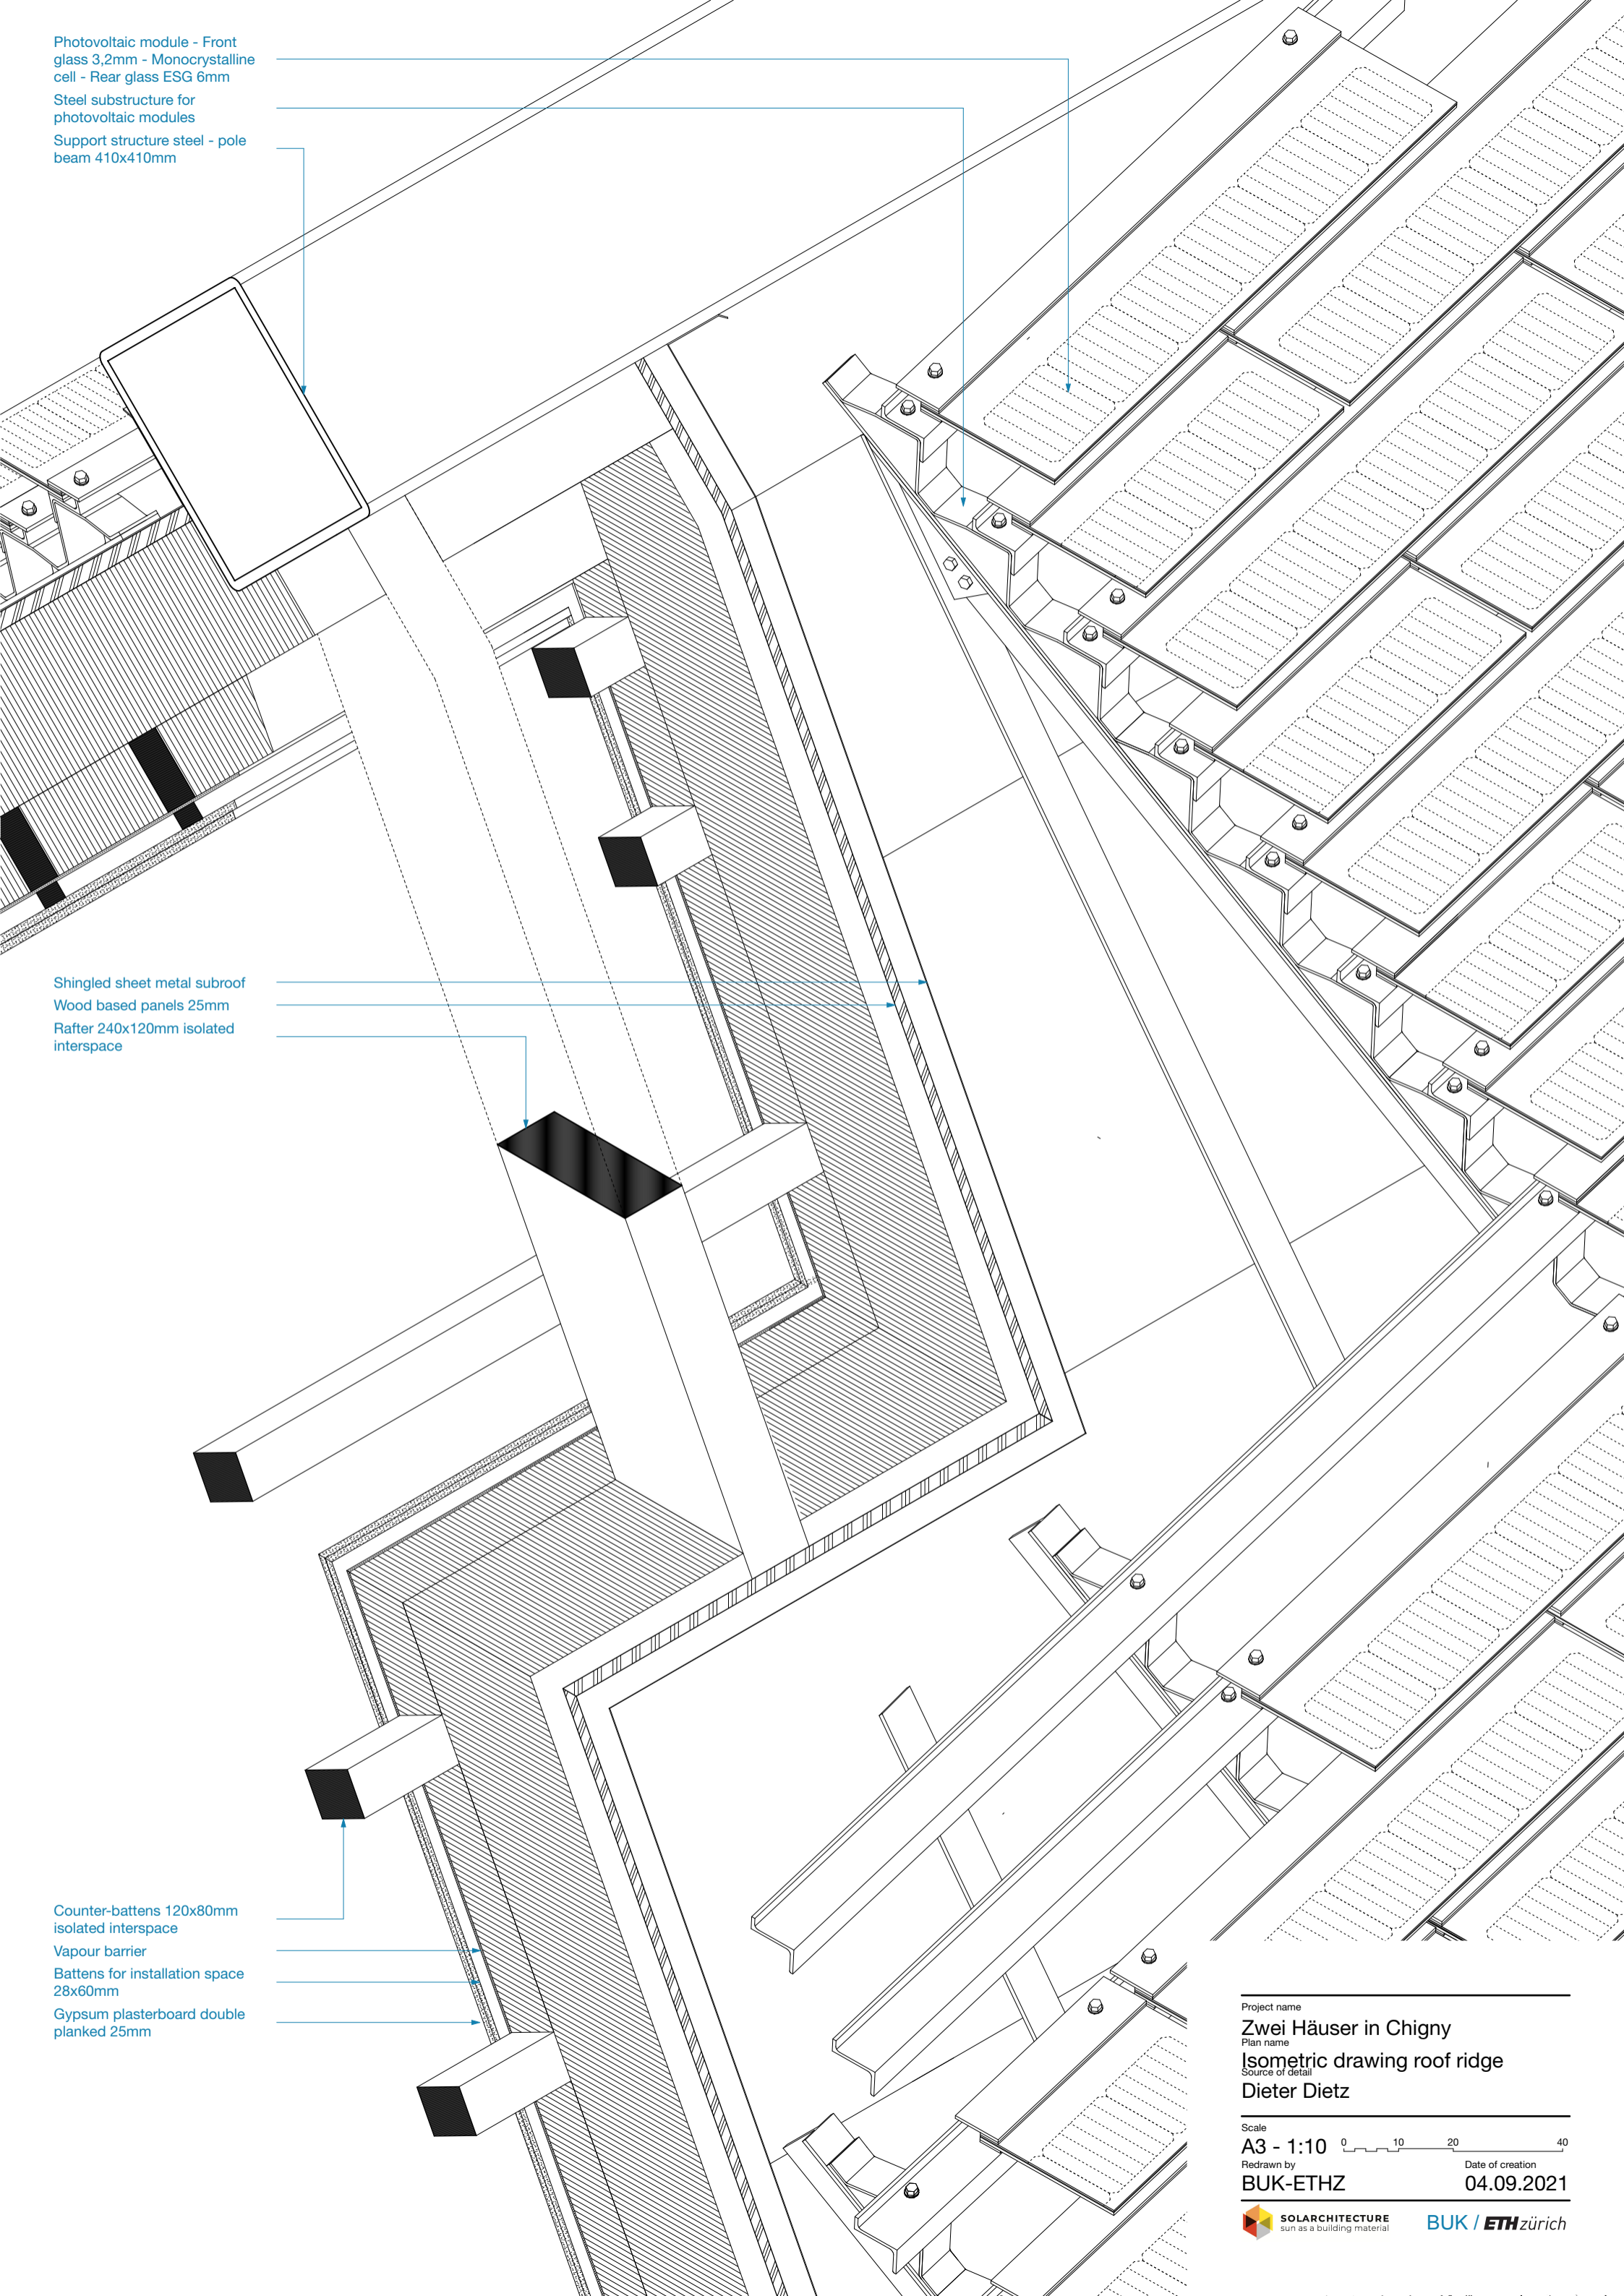 Photovoltaic module - Front
glass 3,2mm - Monocrystalline
cell - Rear glass ESG 6mm
Steel substructure for
photovoltaic modules
Support structure steel - pole
beam 410x410mm
Shingled sheet metal subroof
Wood based panels 25mm
Rafter 240x120mm isolated
interspace
Counter-battens 120x80mm
isolated interspace
Vapour barrier
Battens for installation space
28x60mm
Gypsum plasterboard double
planked 25mm
Project name
Zwei Häuser in Chigny
Plan name
Isometric drawing roof ridge
Source of detail
Dieter Dietz
Scale
A3 - 1:10 0 10 20 40
Redrawn by Date of creation
BUK-ETHZ 04.09.2021
SOLARCHITECTURE
sun as a building material
BUK / ETH zürich